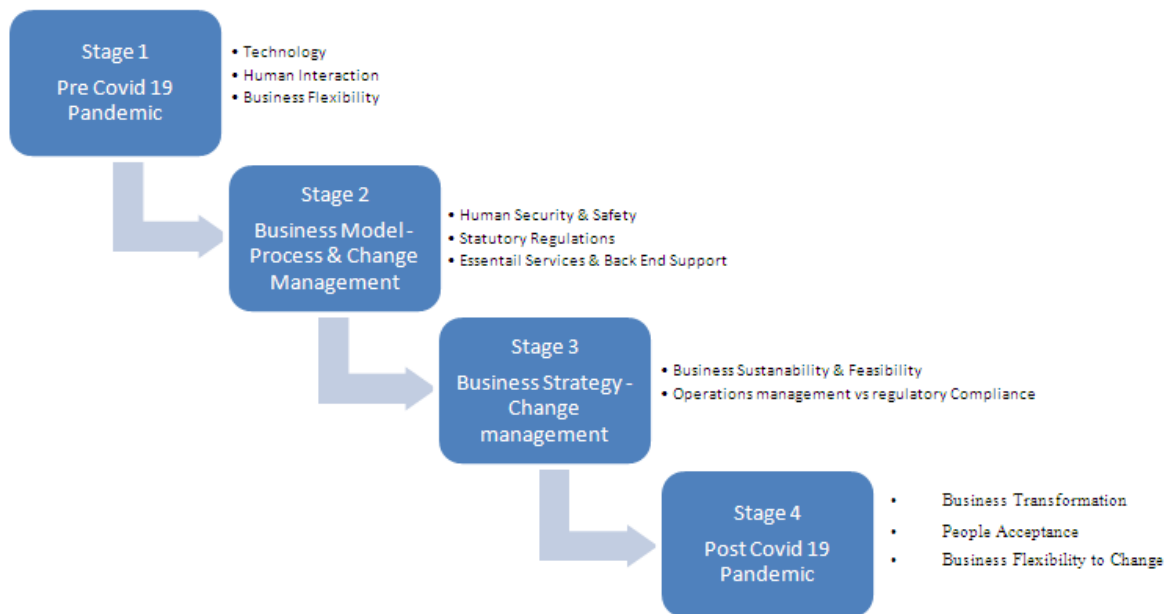 Stage 1
Pre Covid 19
Pandemic
• Technology
• Human Interaction
• Business Flexibility
Stage 2
Business Model -
Process & Change
Management
• Human Security & Safety
• Statutory Regulations
• Essentail Services & Back End Support
Stage 3
Business Strategy -
Change
management
• Business Sustanability & Feasibility
• Operations management vs regulatory Compliance
Stage 4
Post Covid 19
Pandemic
• Business Transformation
• People Acceptance
• Business Flexibility to Change